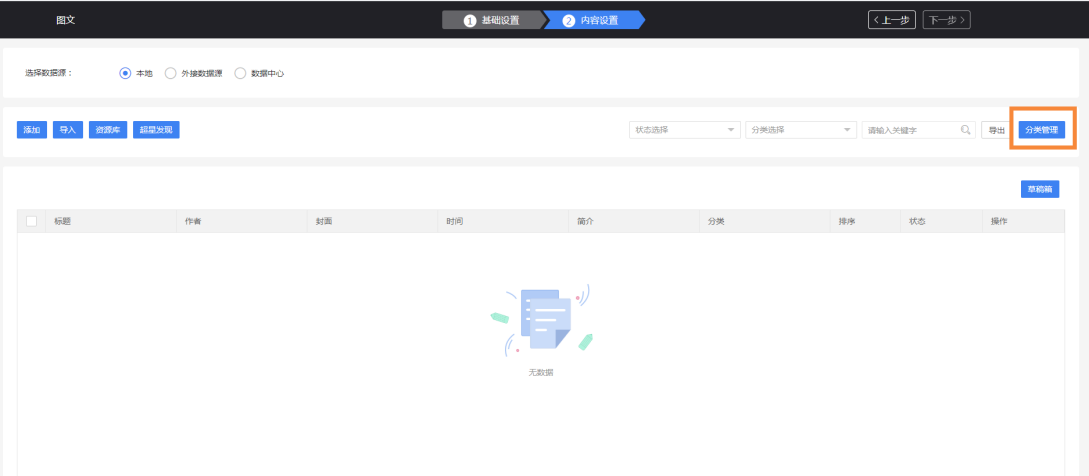 图文
1 基础设置
2 内容设置
< 上一步
下一步 >
选择数据源：
本地
外接数据源
数据中心
添加
导入
资源库
超星发现
状态选择
分类选择
请输入关键字
导出
分类管理
草稿箱
标题 作者 封面 时间 简介 分类 排序 状态 操作
无数据